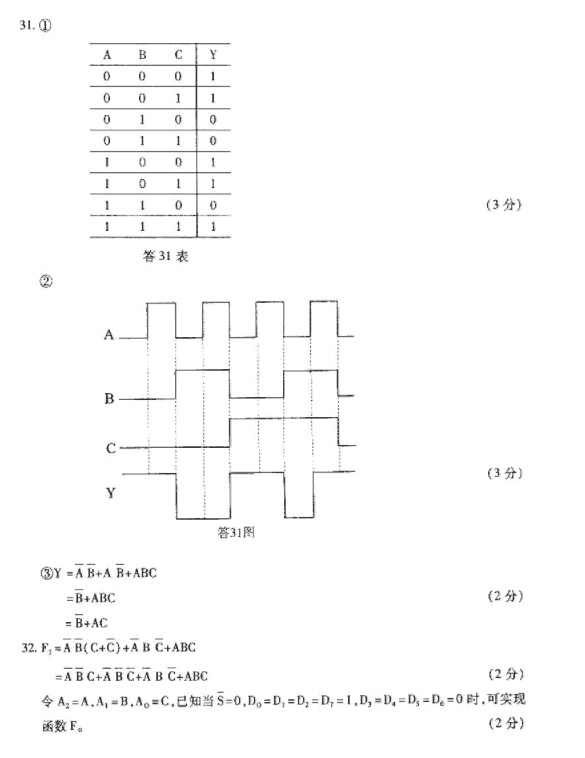 31. ①
A B C Y
0 0 0 1
0 0 1 1
0 1 0 0
0 1 1 0
1 0 0 1
1 0 1 1
1 1 0 0
1 1 1 1
(3分)
答31表
②
A
B
C
Y
(3分)
答31图
③Y = A̅ B̅+A B̅+ABC
=B̅+ABC (2分)
= B̅+AC
32. F₁ = A̅ B̅(C+C̅)+A̅ B C̅+ABC
=A̅ B̅ C+A̅ B̅ C̅+A̅ B C̅+ABC (2分)
令 A₂=A,A₁=B,A₀=C,已知当S̅=0,D₀=D₁=D₂=D₇=1,D₃=D₄=D₅=D₆=0时,可实现
函数F。 (2分)